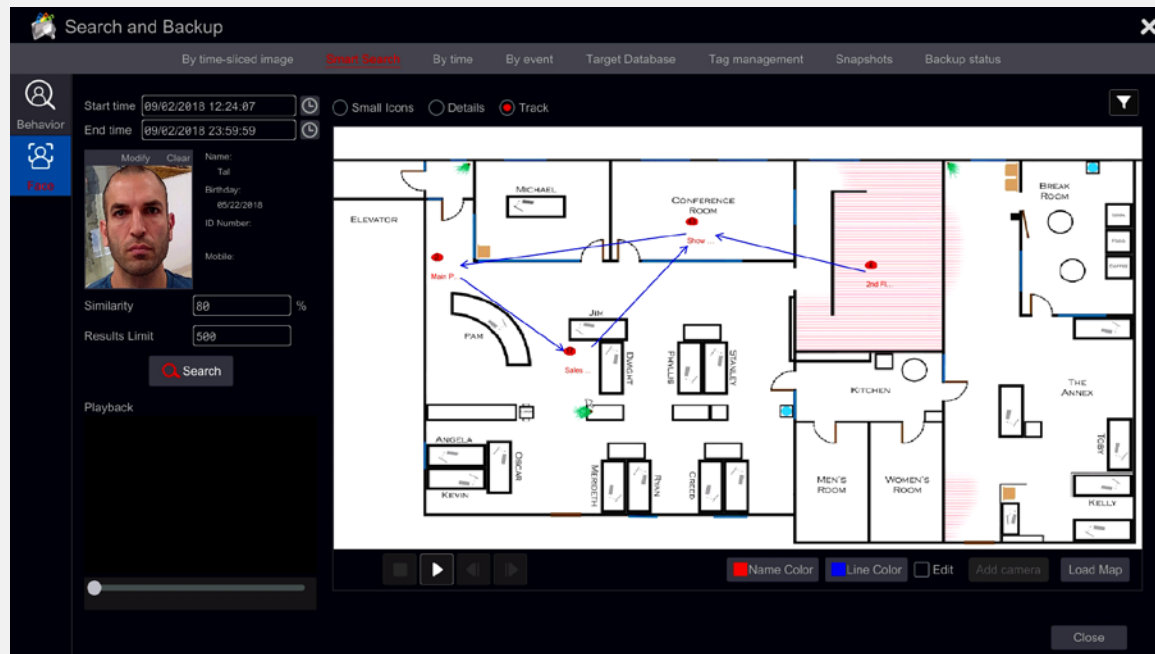 Search and Backup
By time-sliced image
Smart Search
By time
By event
Target Database
Tag management
Snapshots
Backup status
Behavior
Face
Start time 09/02/2018 12:24:07
End time 09/02/2018 23:59:59
Modify Clear
Name:
Tal
Birthday:
05/22/2018
ID Number:
Mobile:
Similarity 80 %
Results Limit 500
Search
Playback
Small Icons
Details
Track
ELEVATOR
MICHAEL
CONFERENCE
ROOM
BREAK
ROOM
Show ...
Main P...
2nd Fl...
Sales ...
PAM
JIM
DWIGHT
PHYLLIS
STANLEY
KITCHEN
THE
ANNEX
ANGELA
OSCAR
KEVIN
MEREDITH
RYAN
CREED
MEN'S
ROOM
WOMEN'S
ROOM
TOBY
KELLY
Name Color
Line Color
Edit
Add camera
Load Map
Close